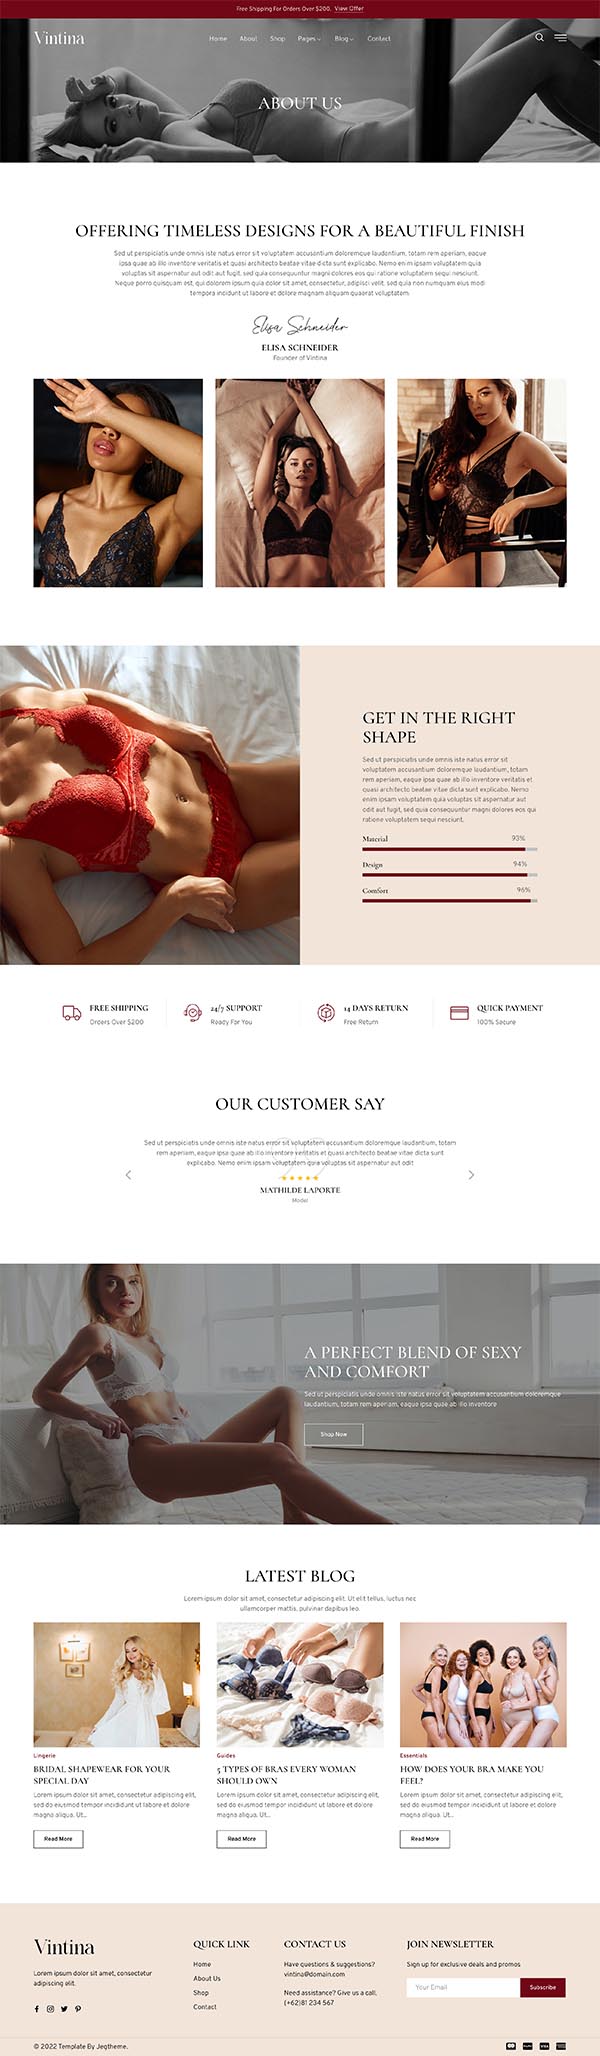 Free Shipping For Orders Over $200. View Offer
Vintina
Home About Shop Pages Blog Contact
ABOUT US
OFFERING TIMELESS DESIGNS FOR A BEAUTIFUL FINISH
Sed ut perspiciatis unde omnis iste natus error sit voluptatem accusantium doloremque laudantium, totam rem aperiam, eaque
ipsa quae ab illo inventore veritatis et quasi architecto beatae vitae dicta sunt explicabo. Nemo enim ipsam voluptatem quia
voluptas sit aspernatur aut odit aut fugit, sed quia consequuntur magni dolores eos qui ratione voluptatem sequi nesciunt.
Neque porro quisquam est, qui dolorem ipsum quia dolor sit amet, consectetur, adipisci velit, sed quia non numquam eius modi
tempora incidunt ut labore et dolore magnam aliquam quaerat voluptatem.
Elisa Schneider
ELISA SCHNEIDER
Founder of Vintina
GET IN THE RIGHT
SHAPE
Sed ut perspiciatis unde omnis iste natus error sit
voluptatem accusantium doloremque laudantium, totam
rem aperiam, eaque ipsa quae ab illo inventore veritatis et
quasi architecto beatae vitae dicta sunt explicabo. Nemo
enim ipsam voluptatem quia voluptas sit aspernatur aut
odit aut fugit, sed quia consequuntur magni dolores eos qui
ratione voluptatem sequi nesciunt.
Material 93%
Design 94%
Comfort 96%
FREE SHIPPING
Orders Over $200
24/7 SUPPORT
Ready For You
14 DAYS RETURN
Free Return
QUICK PAYMENT
100% Secure
OUR CUSTOMER SAY
Sed ut perspiciatis unde omnis iste natus error sit voluptatem accusantium doloremque laudantium, totam
rem aperiam, eaque ipsa quae ab illo inventore veritatis et quasi architecto beatae vitae dicta sunt
explicabo. Nemo enim ipsam voluptatem quia voluptas sit aspernatur aut odit
MATHILDE LAPORTE
Model
A PERFECT BLEND OF SEXY
AND COMFORT
Sed ut perspiciatis unde omnis iste natus error sit voluptatem accusantium doloremque
laudantium, totam rem aperiam, eaque ipsa quae ab illo inventore
Shop Now
LATEST BLOG
Lorem ipsum dolor sit amet, consectetur adipiscing elit. Ut elit tellus, luctus nec
ullamcorper mattis, pulvinar dapibus leo.
Lingerie
BRIDAL SHAPEWEAR FOR YOUR
SPECIAL DAY
Lorem ipsum dolor sit amet, consectetur adipiscing elit,
sed do eiusmod tempor incididunt ut labore et dolore
magna aliqua. Ut...
Read More
Guides
5 TYPES OF BRAS EVERY WOMAN
SHOULD OWN
Lorem ipsum dolor sit amet, consectetur adipiscing elit,
sed do eiusmod tempor incididunt ut labore et dolore
magna aliqua. Ut...
Read More
Essentials
HOW DOES YOUR BRA MAKE YOU
FEEL?
Lorem ipsum dolor sit amet, consectetur adipiscing elit,
sed do eiusmod tempor incididunt ut labore et dolore
magna aliqua. Ut...
Read More
Vintina
Lorem ipsum dolor sit amet, consectetur
adipiscing elit.
QUICK LINK
Home
About Us
Shop
Contact
CONTACT US
Have questions & suggestions?
vintina@domain.com
Need assistance? Give us a call.
(+62)81 234 567
JOIN NEWSLETTER
Sign up for exclusive deals and promos
Your Email
Subscribe
© 2022 Template By Jegtheme.